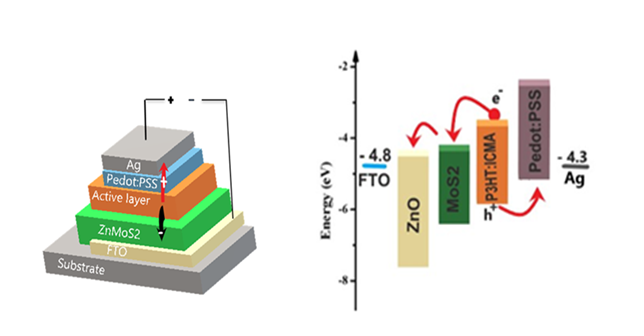 + -
Ag
Pedot:PSS
+
Active layer
ZnMoS2
-
FTO
Substrate
Energy (eV)
-2
-4
-6
-8
- 4.8
FTO
ZnO
MoS2
e-
P3HT:ICMA
h+
Pedot:PSS
- 4.3
Ag